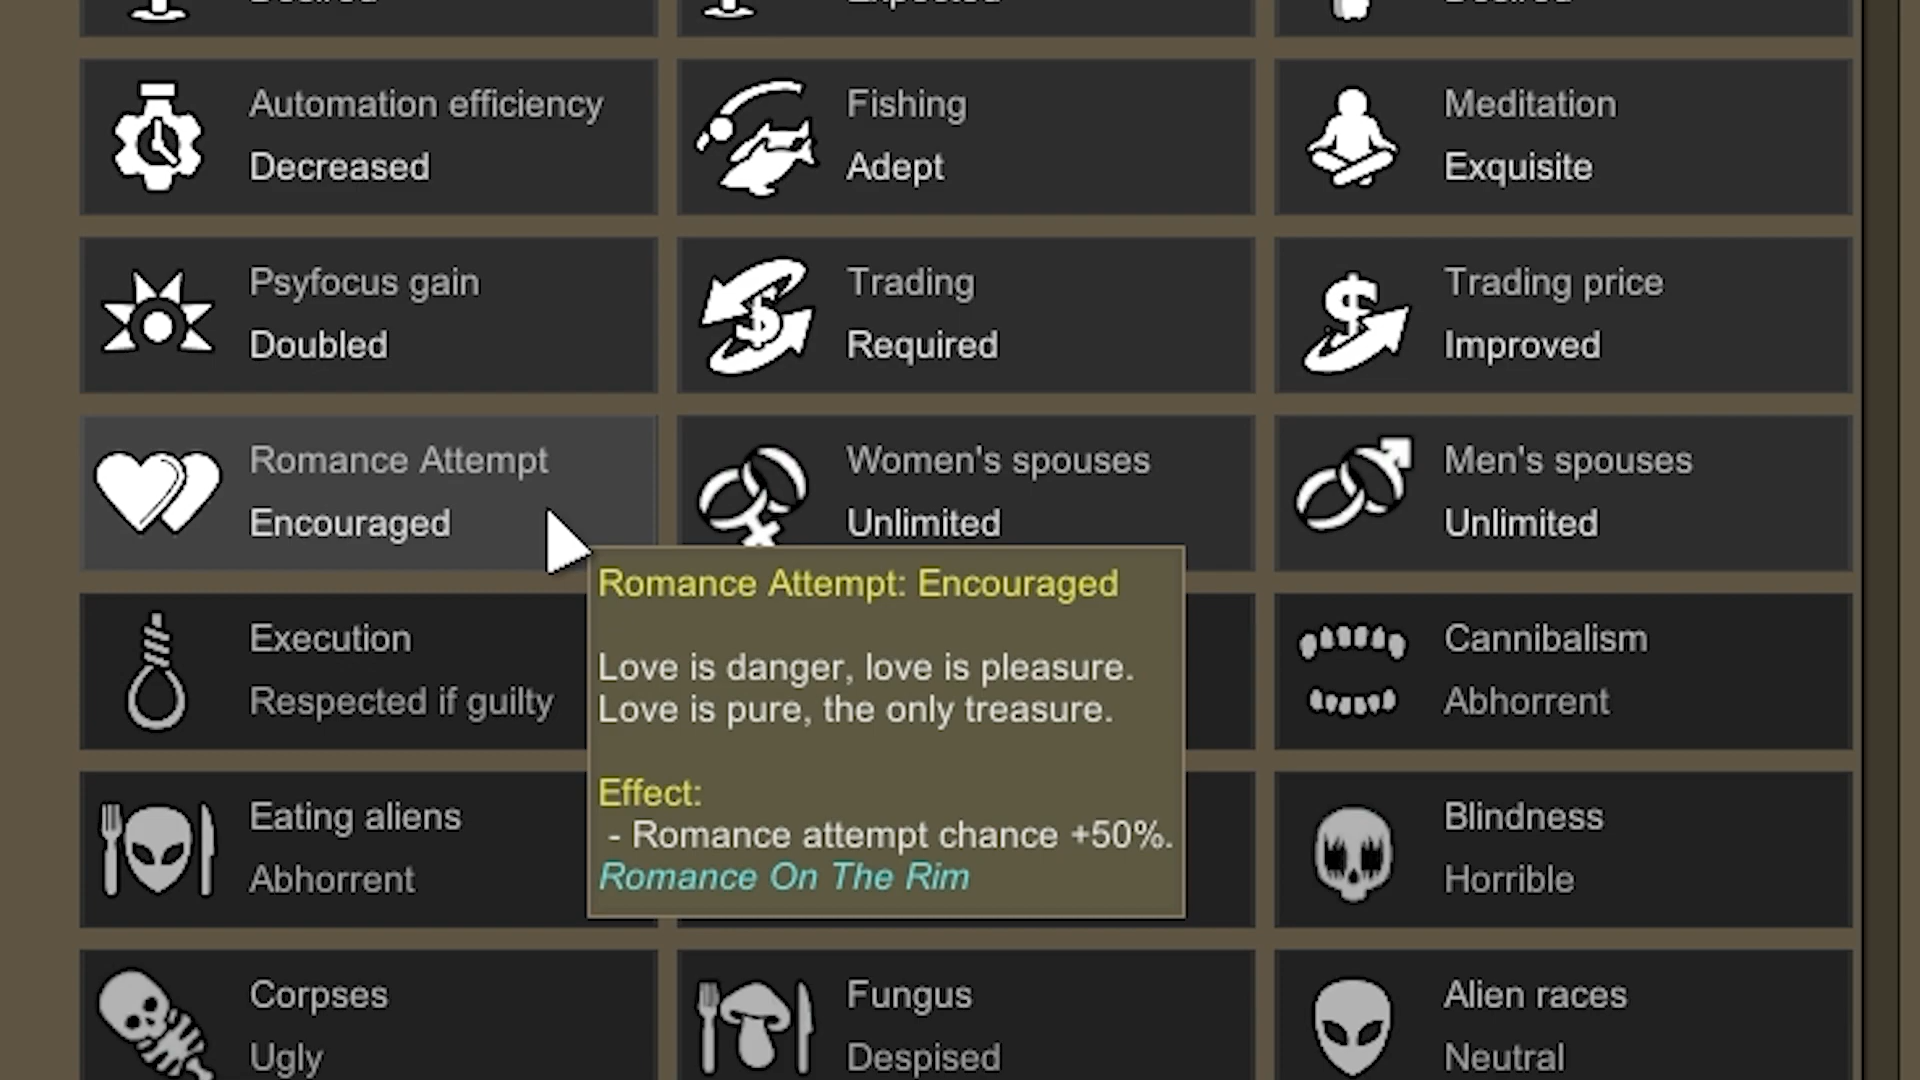 Desired
Expected
Desired
Automation efficiency
Decreased
Fishing
Adept
Meditation
Exquisite
Psyfocus gain
Doubled
Trading
Required
Trading price
Improved
Romance Attempt
Encouraged
Women's spouses
Unlimited
Men's spouses
Unlimited
Romance Attempt: Encouraged
Love is danger, love is pleasure.
Love is pure, the only treasure.
Effect:
- Romance attempt chance +50%.
Romance On The Rim
Execution
Respected if guilty
Cannibalism
Abhorrent
Eating aliens
Abhorrent
Blindness
Horrible
Corpses
Ugly
Fungus
Despised
Alien races
Neutral